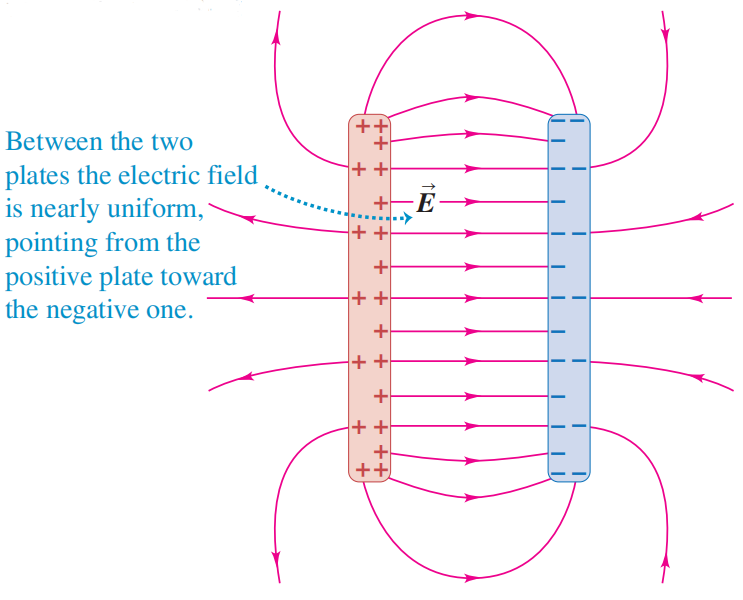 Between the two
plates the electric field
is nearly uniform,
pointing from the
positive plate toward
the negative one.
E⃗